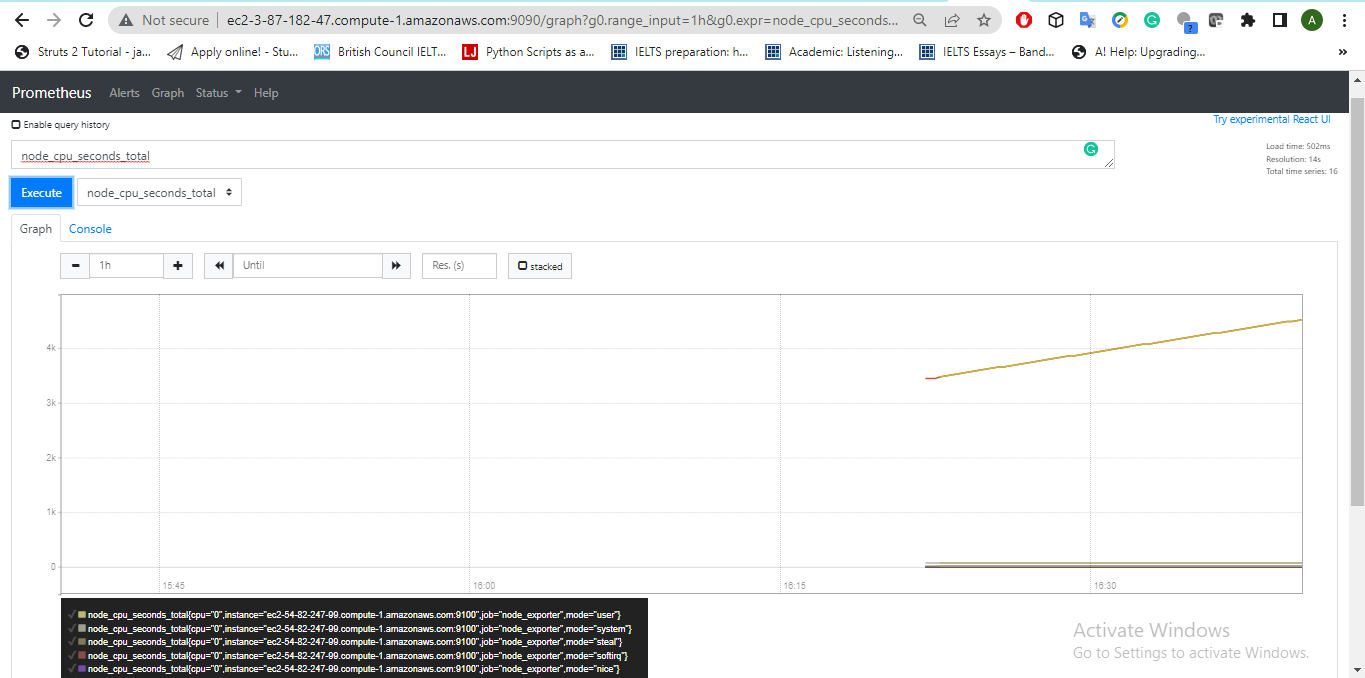 Not secure | ec2-3-87-182-47.compute-1.amazonaws.com:9090/graph?g0.range_input=1h&g0.expr=node_cpu_seconds...
A
Struts 2 Tutorial - ja... Apply online! - Stu... ORS British Council IELT... LJ Python Scripts as a... IELTS preparation: h... Academic: Listening... IELTS Essays – Band... A! Help: Upgrading... »
Prometheus Alerts Graph Status Help
Enable query history Try experimental React UI
node_cpu_seconds_total
Load time: 502ms
Resolution: 14s
Total time series: 16
Execute node_cpu_seconds_total
Graph Console
- 1h + Until Res. (s) stacked
4k
3k
2k
1k
0
15:45 16:00 16:15 16:30
node_cpu_seconds_total{cpu="0",instance="ec2-54-82-247-99.compute-1.amazonaws.com:9100",job="node_exporter",mode="user"}
node_cpu_seconds_total{cpu="0",instance="ec2-54-82-247-99.compute-1.amazonaws.com:9100",job="node_exporter",mode="system"}
node_cpu_seconds_total{cpu="0",instance="ec2-54-82-247-99.compute-1.amazonaws.com:9100",job="node_exporter",mode="steal"}
node_cpu_seconds_total{cpu="0",instance="ec2-54-82-247-99.compute-1.amazonaws.com:9100",job="node_exporter",mode="softirq"}
node_cpu_seconds_total{cpu="0",instance="ec2-54-82-247-99.compute-1.amazonaws.com:9100",job="node_exporter",mode="nice"}
Activate Windows
Go to Settings to activate Windows.